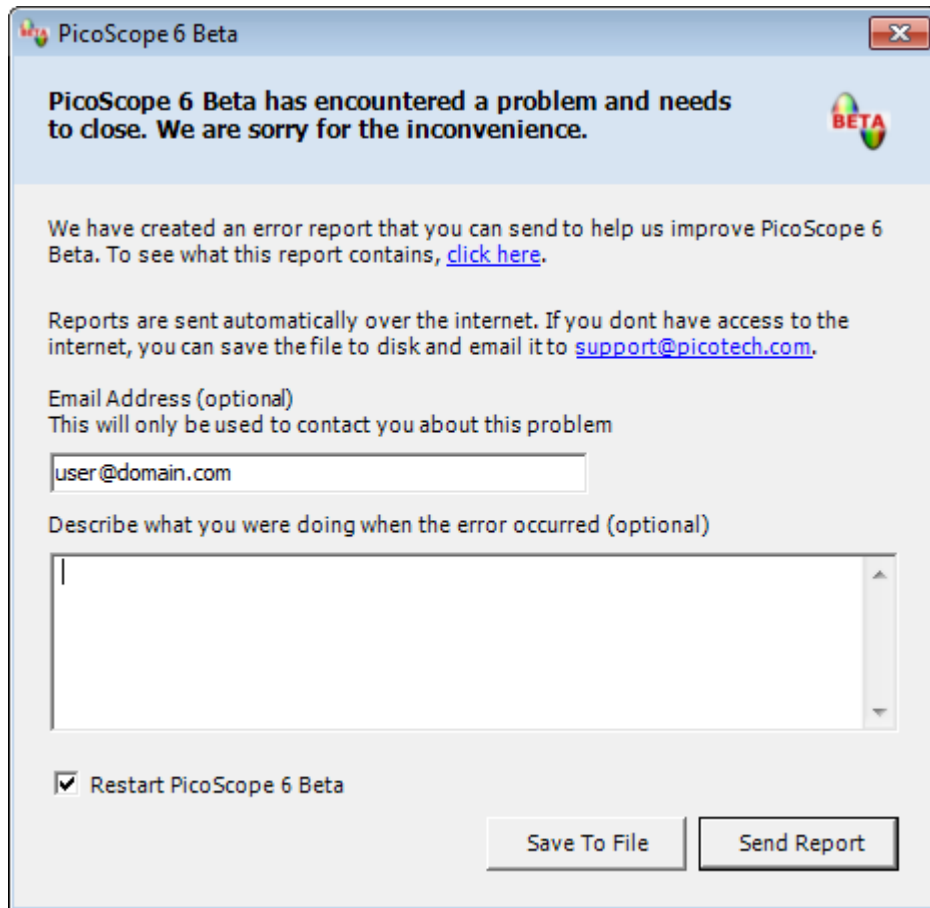 PicoScope 6 Beta
PicoScope 6 Beta has encountered a problem and needs
to close. We are sorry for the inconvenience.
BETA
We have created an error report that you can send to help us improve PicoScope 6
Beta. To see what this report contains, click here.
Reports are sent automatically over the internet. If you dont have access to the
internet, you can save the file to disk and email it to support@picotech.com.
Email Address (optional)
This will only be used to contact you about this problem
user@domain.com
Describe what you were doing when the error occurred (optional)
Restart PicoScope 6 Beta
Save To File
Send Report